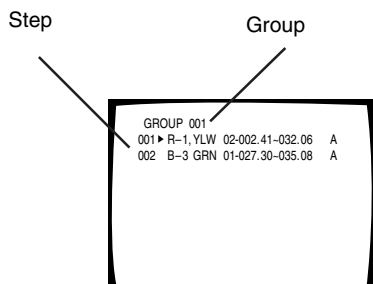 Step Group
GROUP 001
001▶ R–1, YLW 02-002.41~032.06 A
002 B–3 GRN 01-027.30~035.08 A